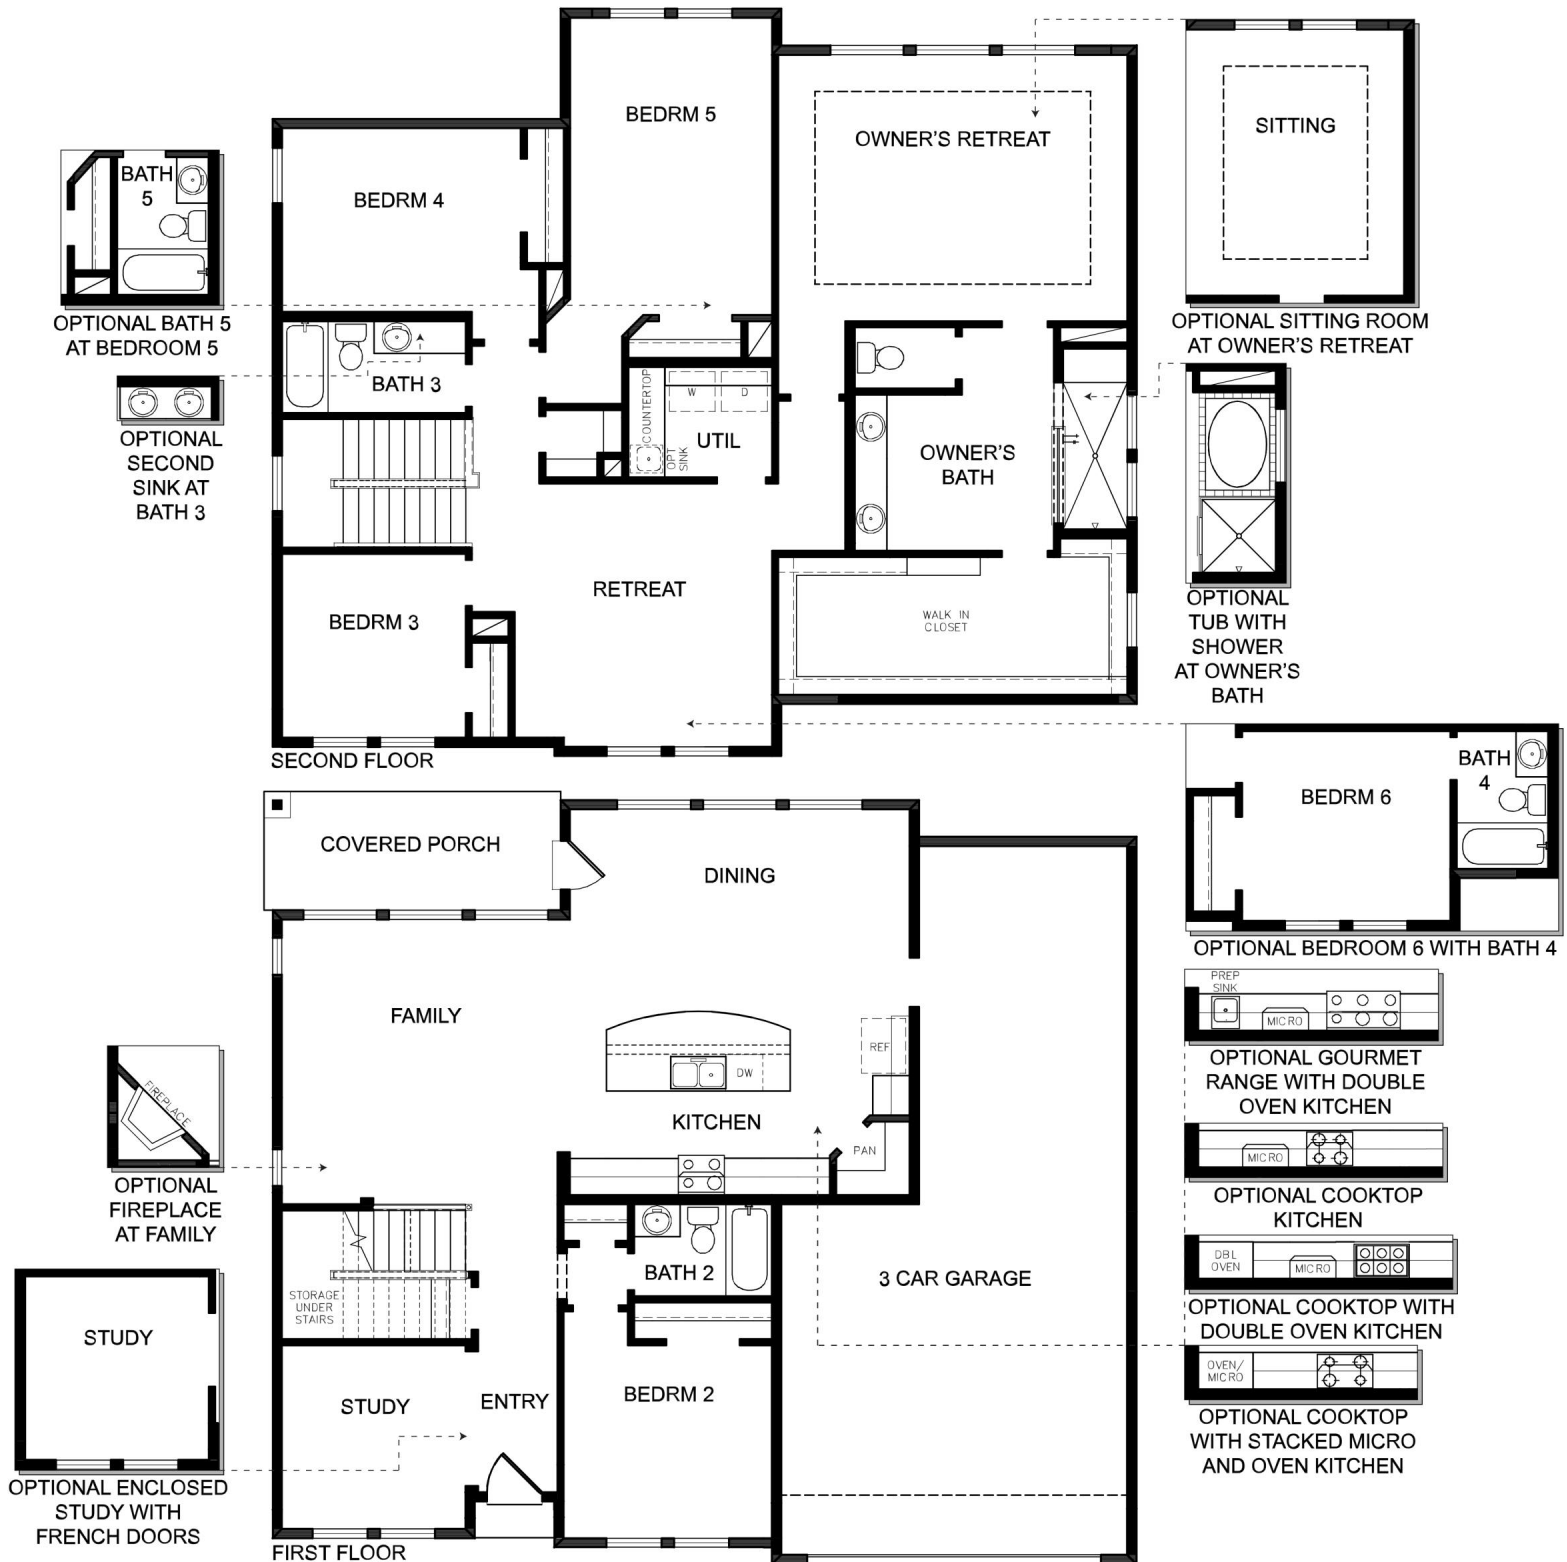 BEDRM 5
OWNER'S RETREAT
SITTING
BATH
5
BEDRM 4
OPTIONAL BATH 5
AT BEDROOM 5
OPTIONAL SITTING ROOM
AT OWNER'S RETREAT
BATH 3
OPTIONAL
SECOND
SINK AT
BATH 3
COUNTERTOP
W
D
OPT
SINK
UTIL
OWNER'S
BATH
OPTIONAL
TUB WITH
SHOWER
AT OWNER'S
BATH
RETREAT
BEDRM 3
WALK IN
CLOSET
SECOND FLOOR
BEDRM 6
BATH
4
OPTIONAL BEDROOM 6 WITH BATH 4
COVERED PORCH
DINING
FAMILY
REF
DW
KITCHEN
PAN
PREP
SINK
MICRO
OPTIONAL GOURMET
RANGE WITH DOUBLE
OVEN KITCHEN
FIREPLACE
OPTIONAL
FIREPLACE
AT FAMILY
MICRO
OPTIONAL COOKTOP
KITCHEN
DBL
OVEN
MICRO
OPTIONAL COOKTOP WITH
DOUBLE OVEN KITCHEN
BATH 2
3 CAR GARAGE
STORAGE
UNDER
STAIRS
STUDY
OVEN/
MICRO
OPTIONAL COOKTOP
WITH STACKED MICRO
AND OVEN KITCHEN
STUDY
ENTRY
BEDRM 2
OPTIONAL ENCLOSED
STUDY WITH
FRENCH DOORS
FIRST FLOOR